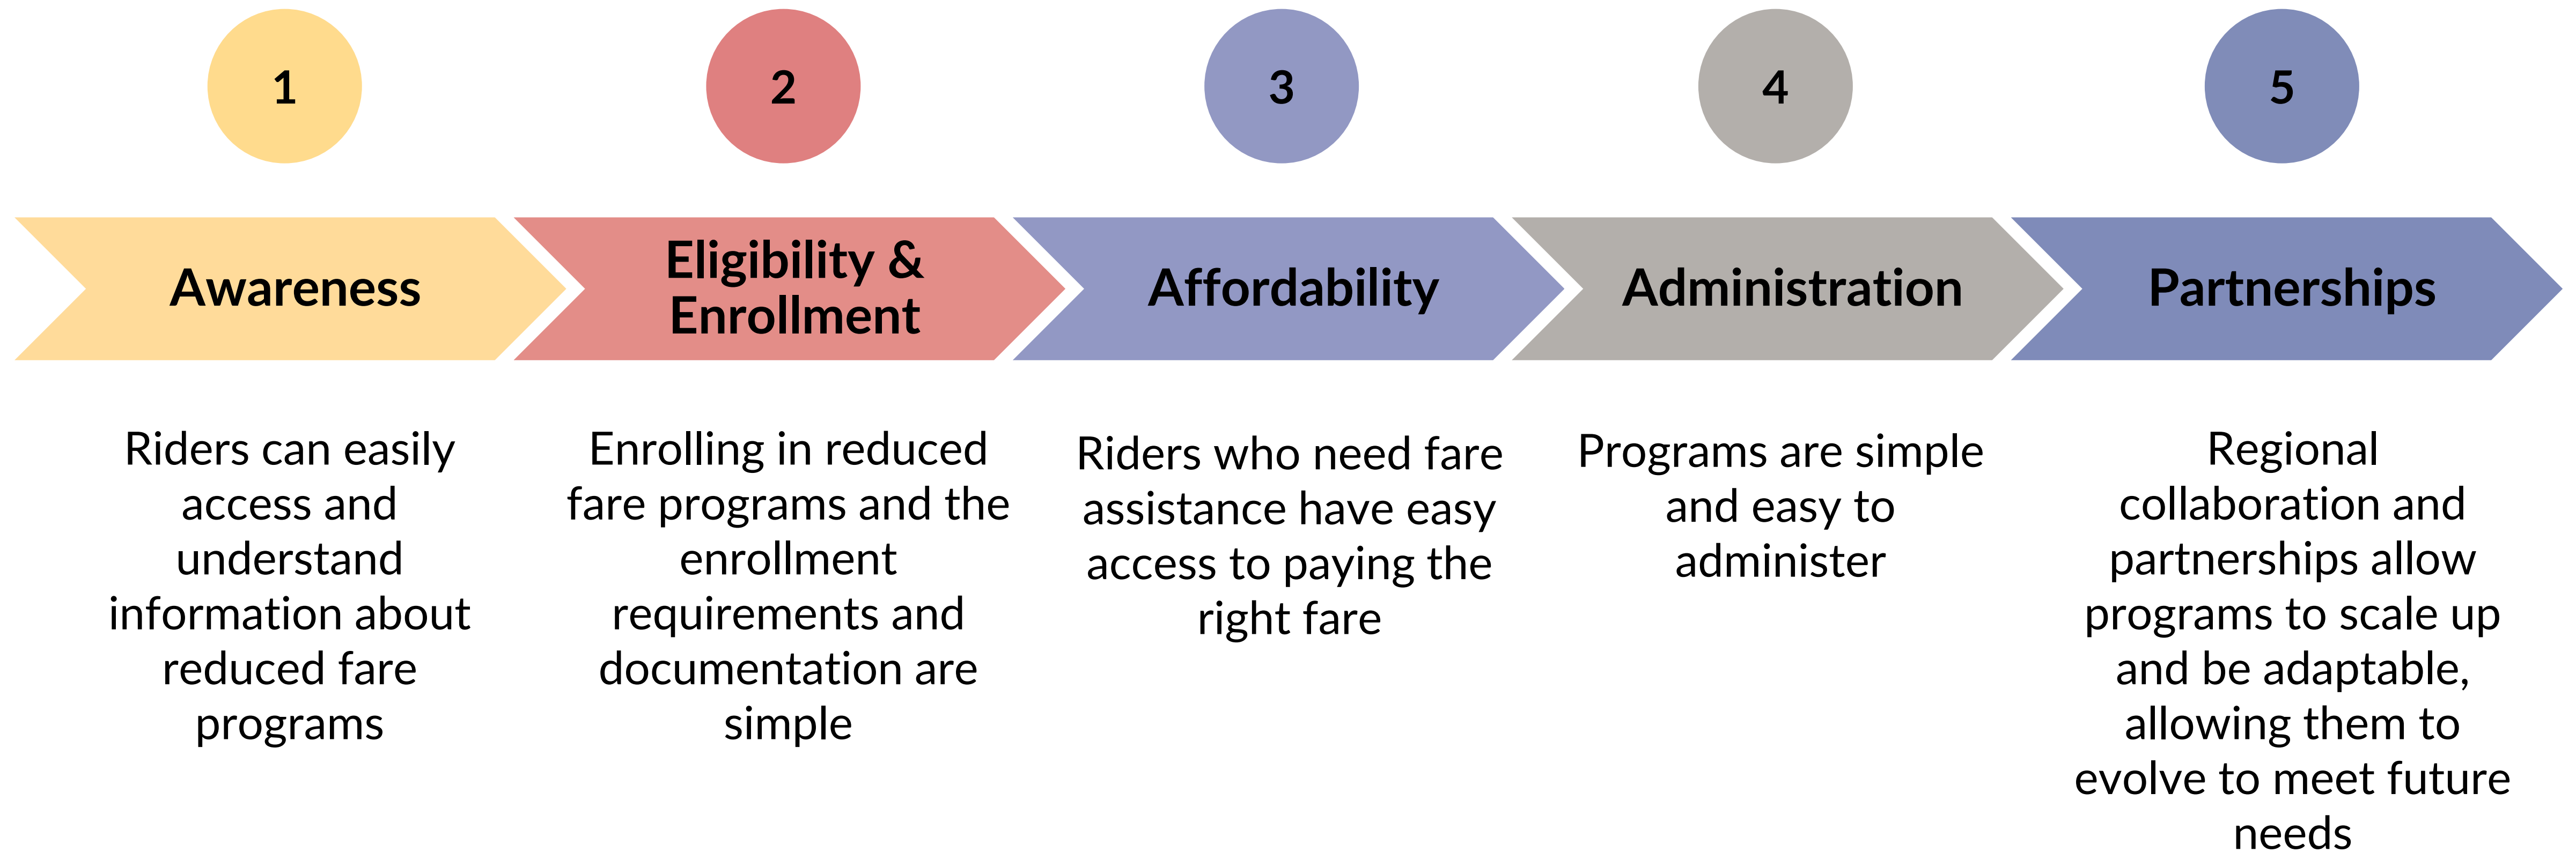 1
2
3
4
5
Awareness
Eligibility &
Enrollment
Affordability
Administration
Partnerships
Riders can easily
access and
understand
information about
reduced fare
programs
Enrolling in reduced
fare programs and the
enrollment
requirements and
documentation are
simple
Riders who need fare
assistance have easy
access to paying the
right fare
Programs are simple
and easy to
administer
Regional
collaboration and
partnerships allow
programs to scale up
and be adaptable,
allowing them to
evolve to meet future
needs